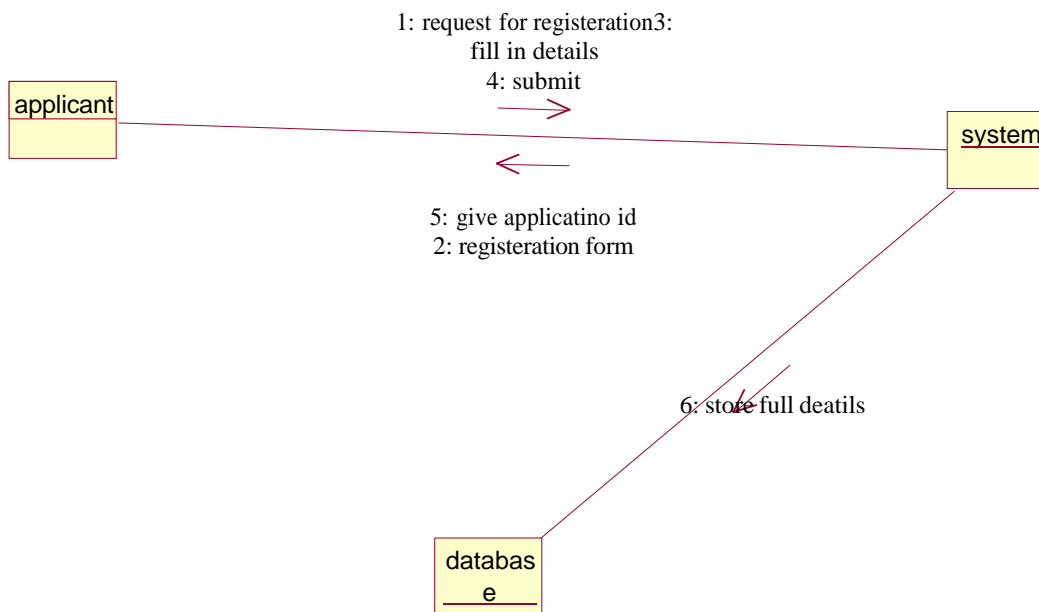 1: request for registeration3:
fill in details
4: submit
applicant
system
5: give applicatino id
2: registeration form
6: store full deatils
databas
e